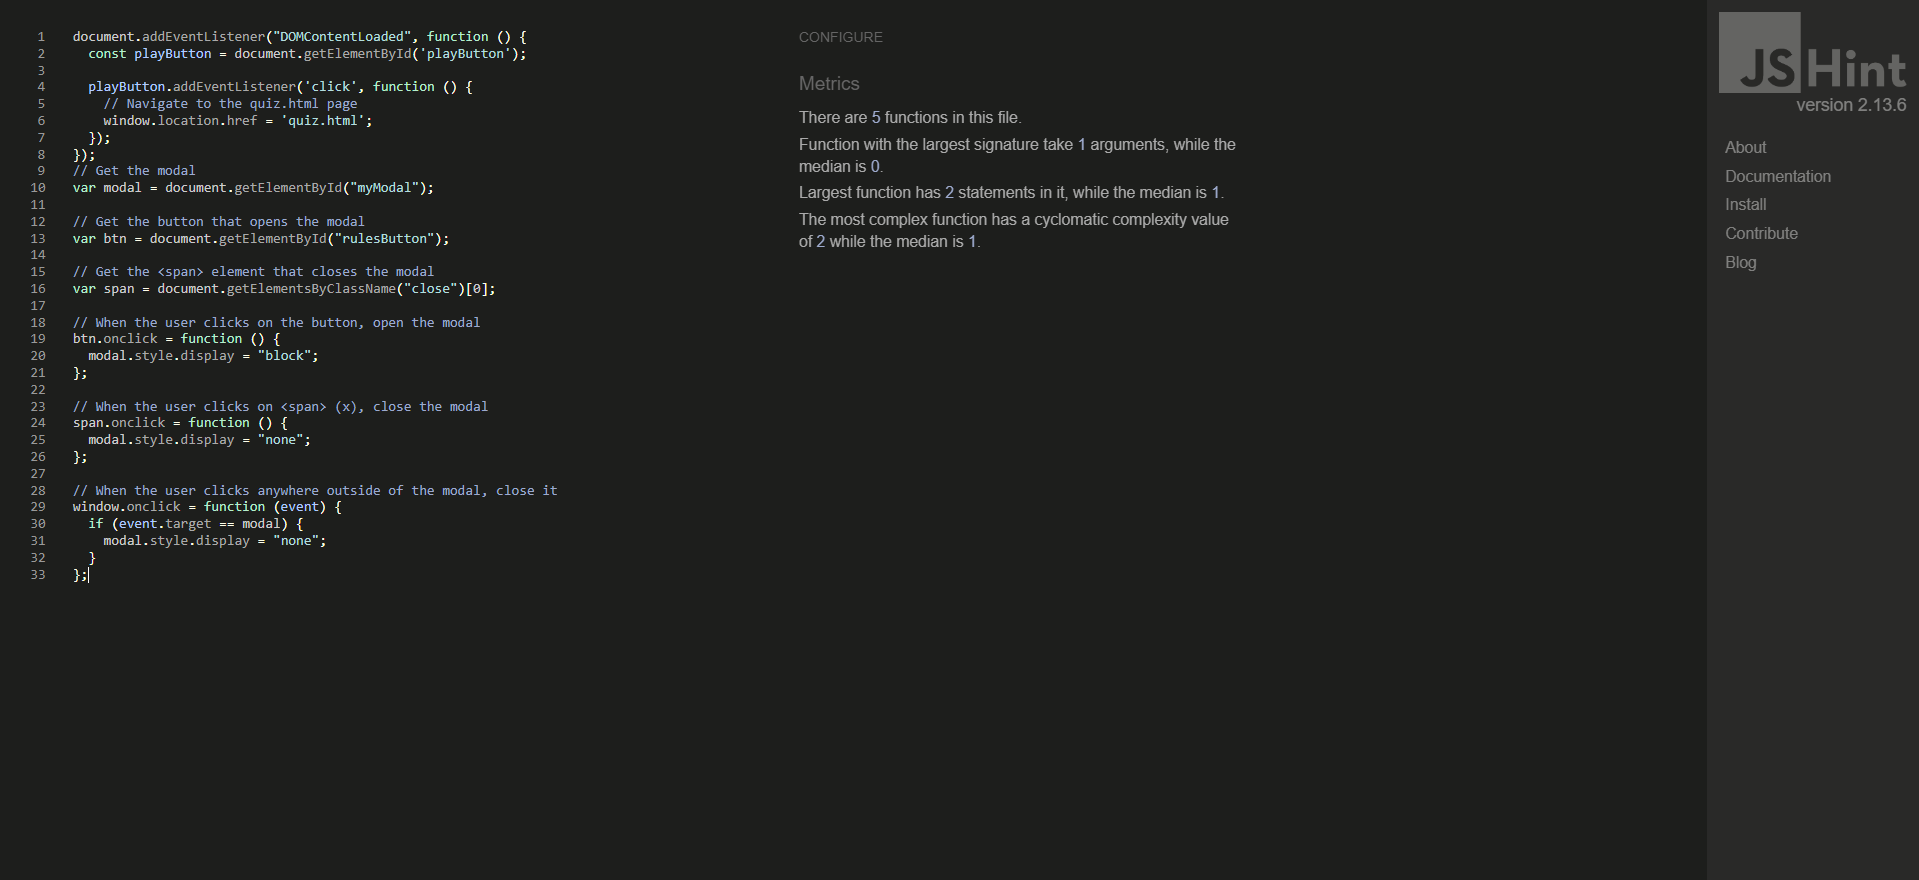 1 document.addEventListener("DOMContentLoaded", function () {
2   const playButton = document.getElementById('playButton');
3
4   playButton.addEventListener('click', function () {
5     // Navigate to the quiz.html page
6     window.location.href = 'quiz.html';
7   });
8 });
9 // Get the modal
10 var modal = document.getElementById("myModal");
11
12 // Get the button that opens the modal
13 var btn = document.getElementById("rulesButton");
14
15 // Get the <span> element that closes the modal
16 var span = document.getElementsByClassName("close")[0];
17
18 // When the user clicks on the button, open the modal
19 btn.onclick = function () {
20   modal.style.display = "block";
21 };
22
23 // When the user clicks on <span> (x), close the modal
24 span.onclick = function () {
25   modal.style.display = "none";
26 };
27
28 // When the user clicks anywhere outside of the modal, close it
29 window.onclick = function (event) {
30   if (event.target == modal) {
31     modal.style.display = "none";
32   }
33 };
CONFIGURE
Metrics
There are 5 functions in this file.
Function with the largest signature take 1 arguments, while the
median is 0.
Largest function has 2 statements in it, while the median is 1.
The most complex function has a cyclomatic complexity value
of 2 while the median is 1.
JSHint
version 2.13.6
About
Documentation
Install
Contribute
Blog